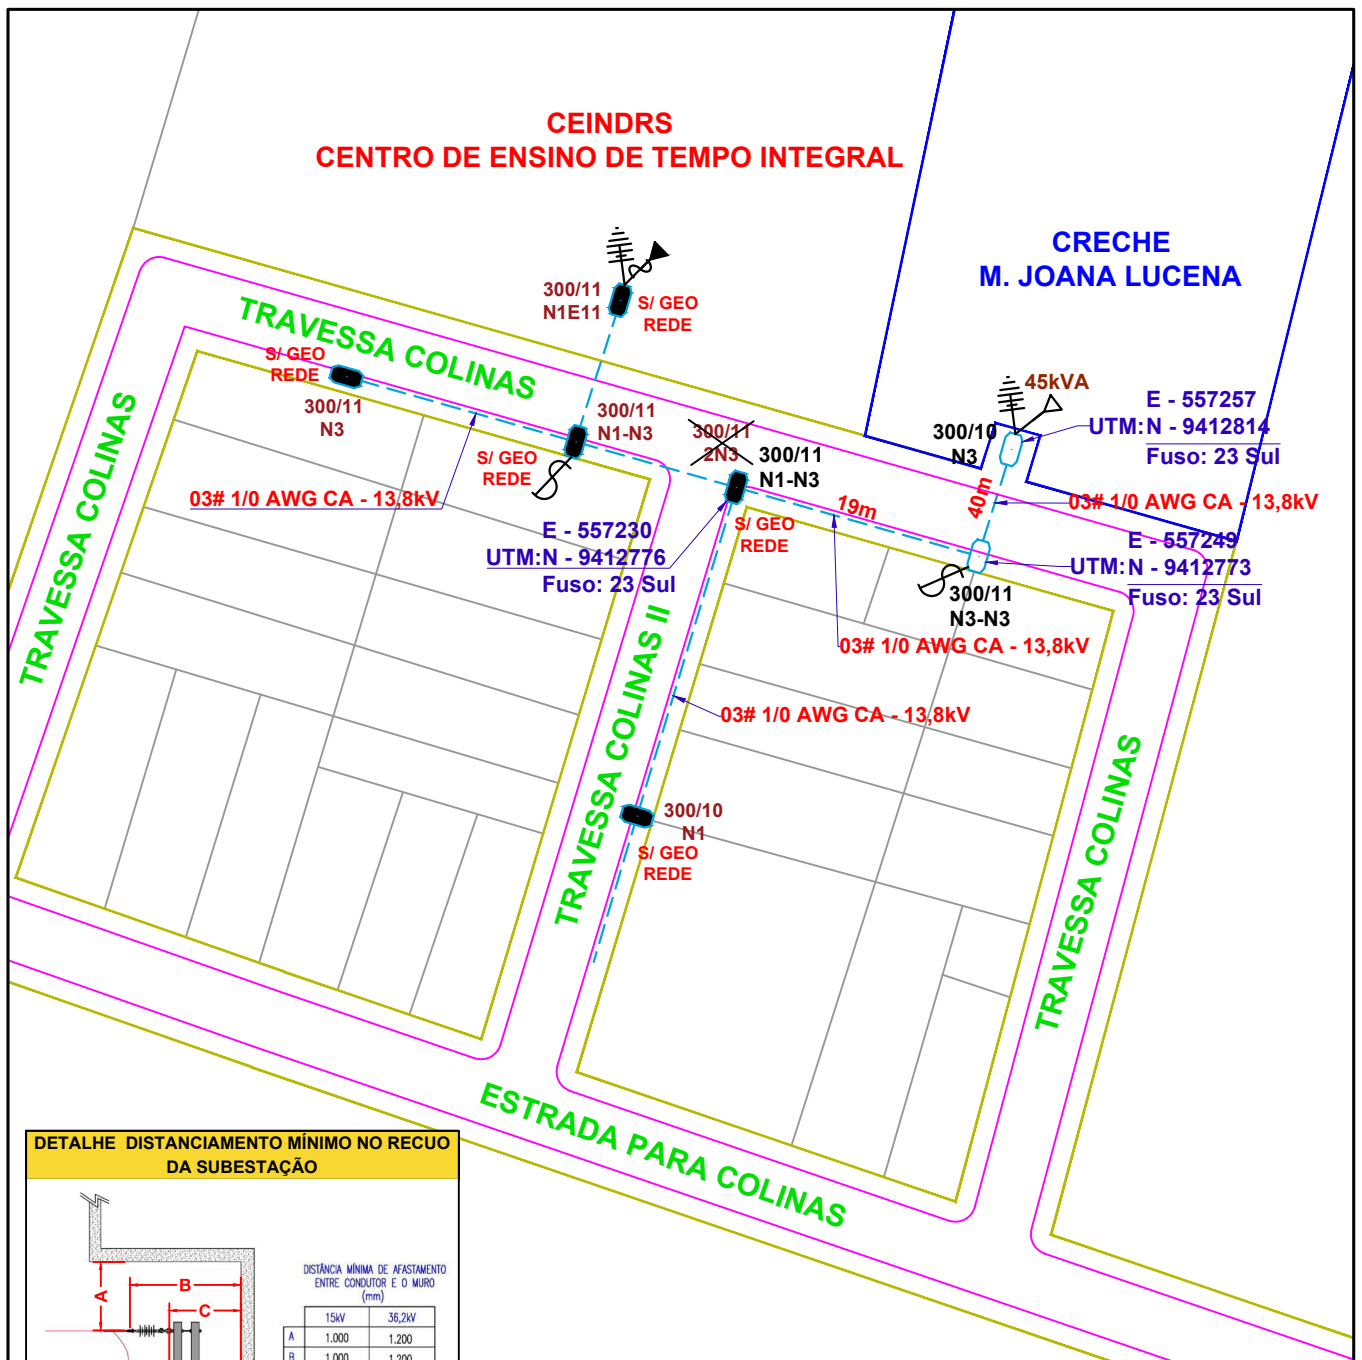 CEINDRS
CENTRO DE ENSINO DE TEMPO INTEGRAL
CRECHE
M. JOANA LUCENA
300/11
N1E11
S/ GEO
REDE
TRAVESSA COLINAS
S/ GEO
REDE
300/11
N3
300/11
N1-N3
S/ GEO
REDE
300/11
2N3
300/11
N1-N3
S/ GEO
REDE
45kVA
300/10
N3
E - 557257
UTM:N - 9412814
Fuso: 23 Sul
03# 1/0 AWG CA - 13,8kV
19m
40m
03# 1/0 AWG CA - 13,8kV
E - 557230
UTM:N - 9412776
Fuso: 23 Sul
E - 557249
UTM:N - 9412773
Fuso: 23 Sul
300/11
N3-N3
03# 1/0 AWG CA - 13,8kV
03# 1/0 AWG CA - 13,8kV
TRAVESSA COLINAS
TRAVESSA COLINAS II
TRAVESSA COLINAS
300/10
N1
S/ GEO
REDE
ESTRADA PARA COLINAS
DETALHE DISTANCIAMENTO MÍNIMO NO RECUO
DA SUBESTAÇÃO
A
B
C
DISTÂNCIA MÍNIMA DE AFASTAMENTO
ENTRE CONDUTOR E O MURO
(mm)
15kV 36,2kV
A 1.000 1.200
B 1.000 1.200